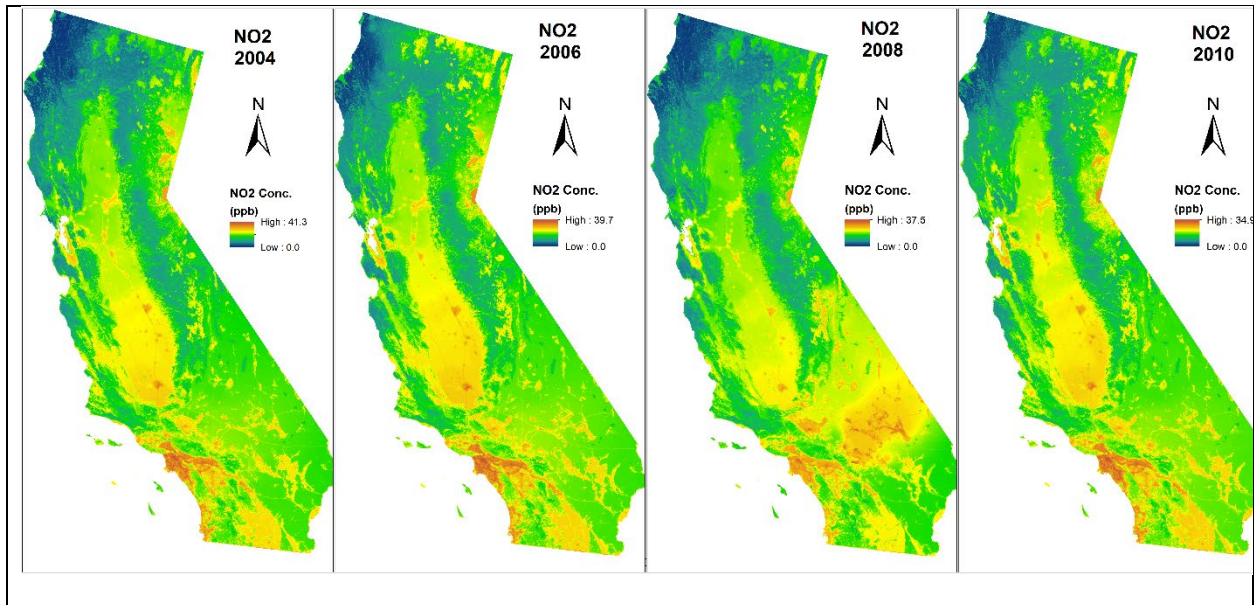 NO2
2004
N
NO2 Conc.
(ppb)
High : 41.3
Low : 0.0
NO2
2006
N
NO2 Conc.
(ppb)
High : 39.7
Low : 0.0
NO2
2008
N
NO2 Conc.
(ppb)
High : 37.5
Low : 0.0
NO2
2010
N
NO2 Conc.
(ppb)
High : 34.9
Low : 0.0